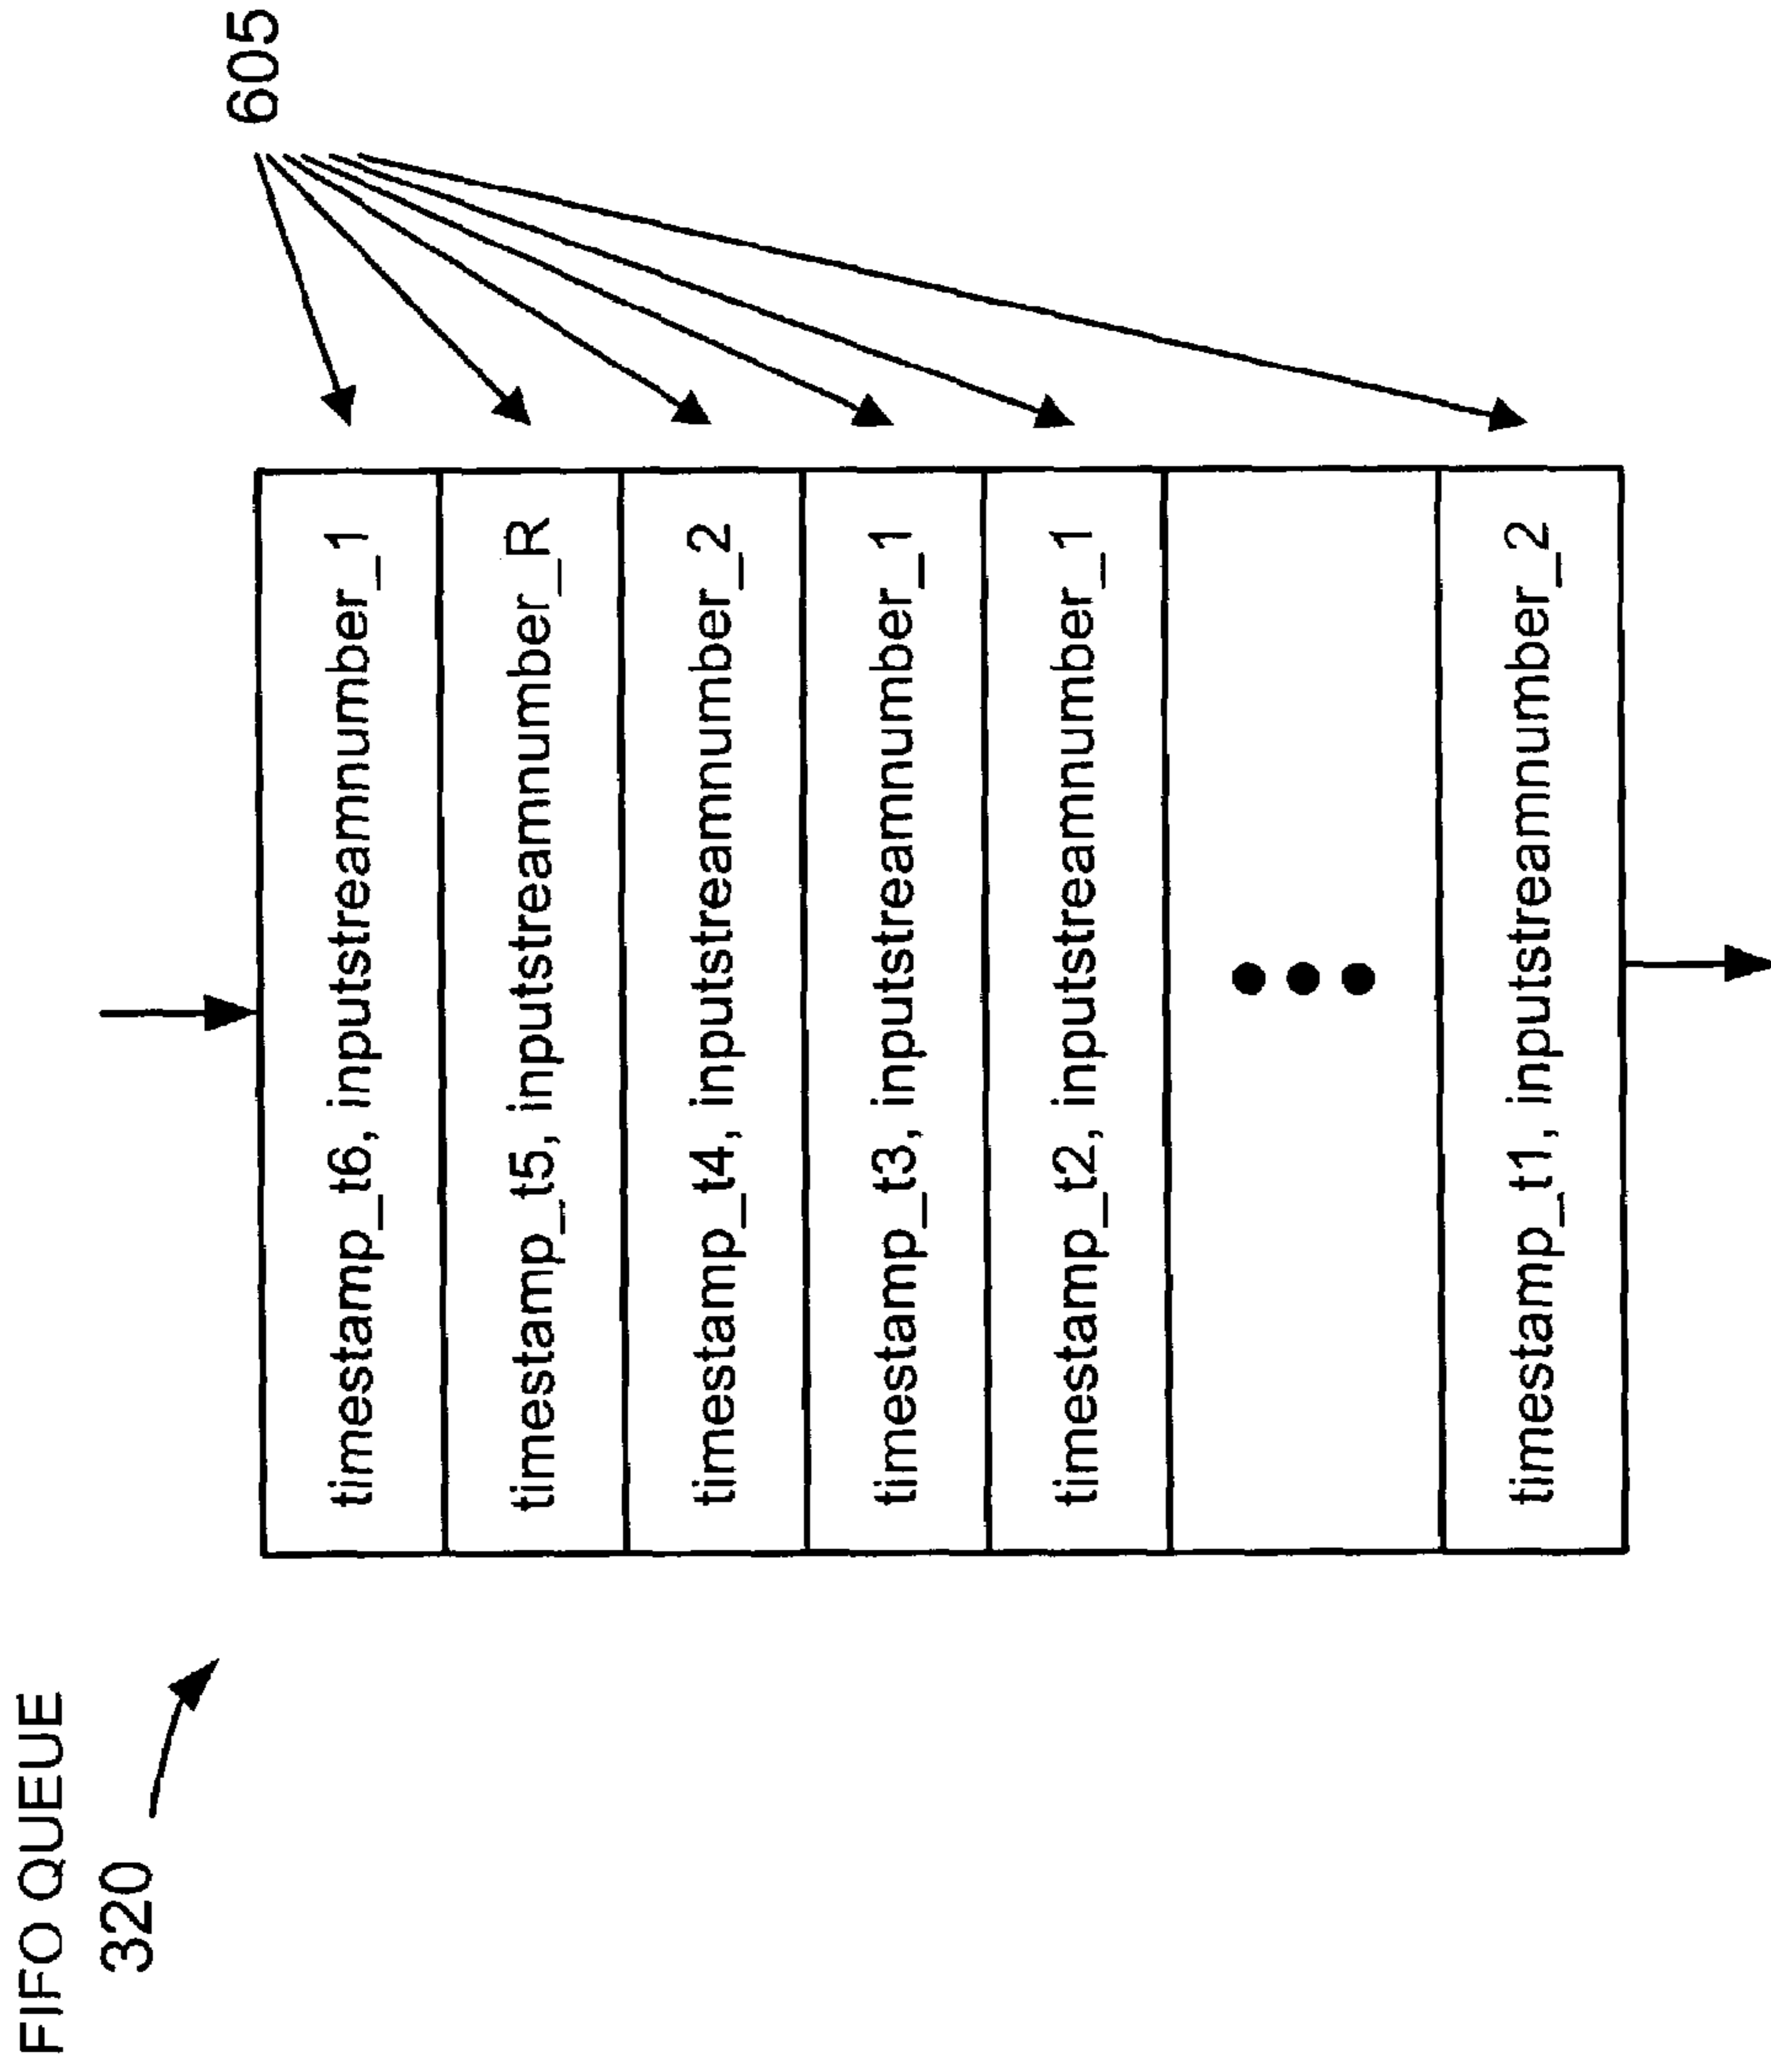 FIFO QUEUE
320
605
timestamp_t6, inputstreamnumber_1
timestamp_t5, inputstreamnumber_R
timestamp_t4, inputstreamnumber_2
timestamp_t3, inputstreamnumber_1
timestamp_t2, inputstreamnumber_1
timestamp_t1, inputstreamnumber_2